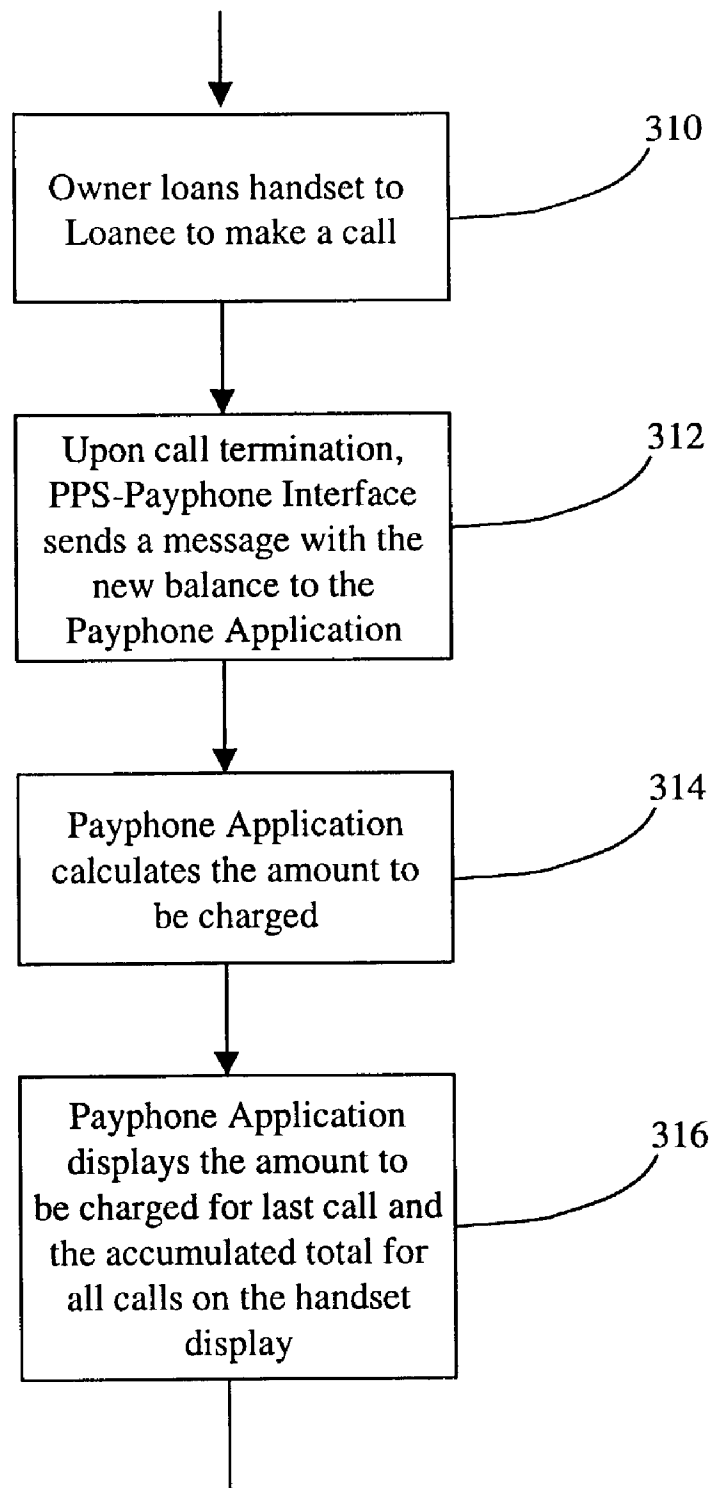 310
Owner loans handset to
Loanee to make a call
312
Upon call termination,
PPS-Payphone Interface
sends a message with the
new balance to the
Payphone Application
314
Payphone Application
calculates the amount to
be charged
316
Payphone Application
displays the amount to
be charged for last call and
the accumulated total for
all calls on the handset
display